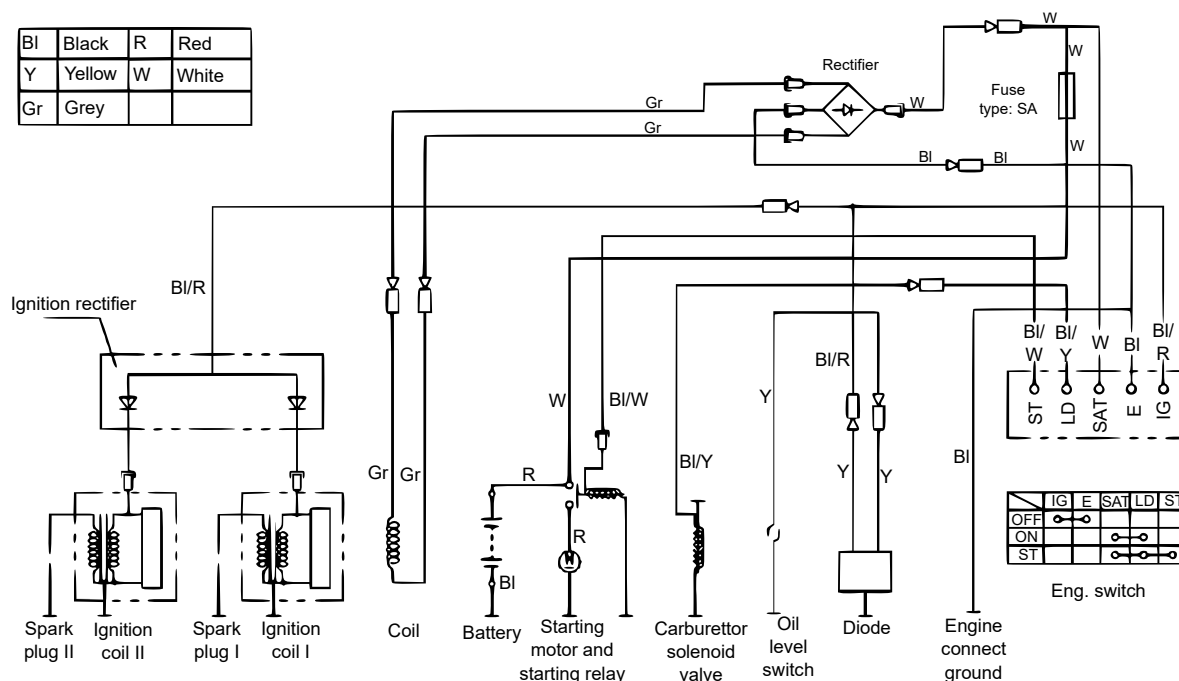 Bl Black R Red
Y Yellow W White
Gr Grey
W
W
Rectifier
Fuse
type: SA
Gr
W
Gr
W
Bl
Bl
Bl/R
Ignition rectifier
Bl/
W
Bl/
Y
W
Bl
Bl/
R
Bl/R
Y
W
Bl/W
ST
LD
SAT
E
IG
Bl/Y
Bl
Gr
Gr
R
Y
Y
R
W
Bl
IG E SAT LD ST
OFF
ON
ST
Eng. switch
Spark
plug II
Ignition
coil II
Spark
plug I
Ignition
coil I
Coil
Battery
Starting
motor and
starting relay
Carburettor
solenoid
valve
Oil
level
switch
Diode
Engine
connect
ground